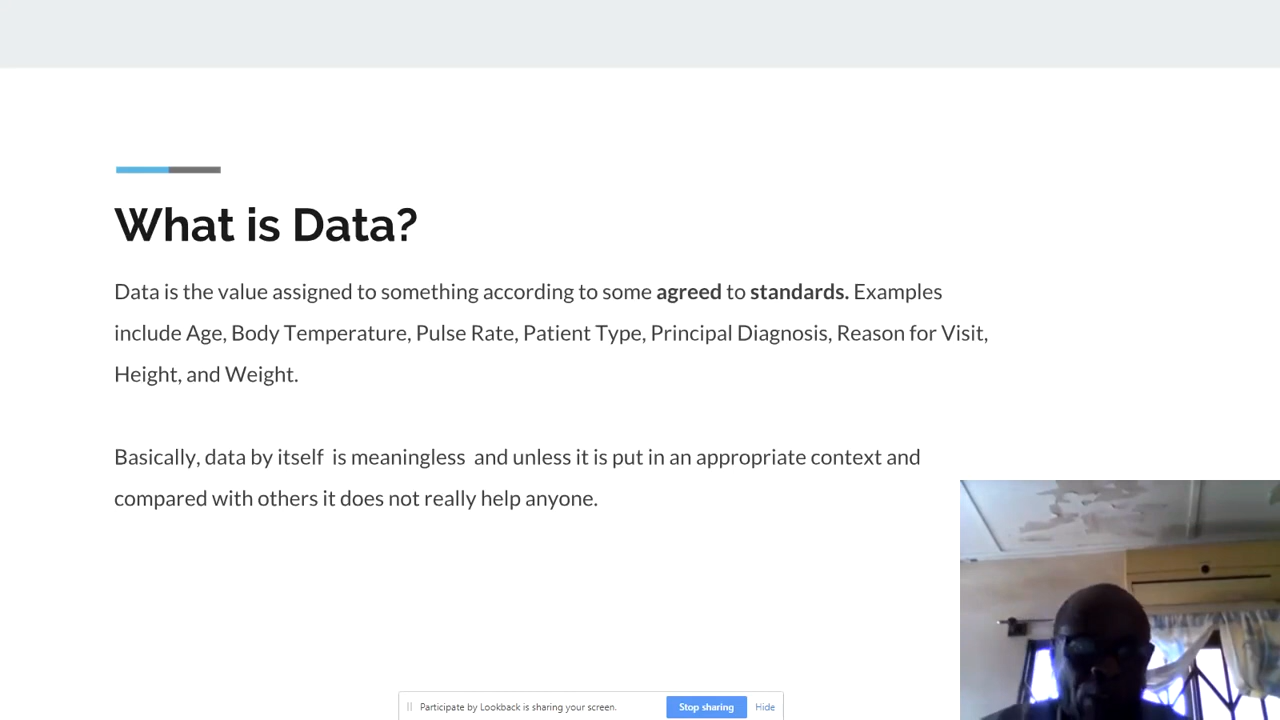 What is Data?
Data is the value assigned to something according to some agreed to standards. Examples
include Age, Body Temperature, Pulse Rate, Patient Type, Principal Diagnosis, Reason for Visit,
Height, and Weight.
Basically, data by itself  is meaningless  and unless it is put in an appropriate context and
compared with others it does not really help anyone.
Participate by Lookback is sharing your screen. Stop sharing Hide